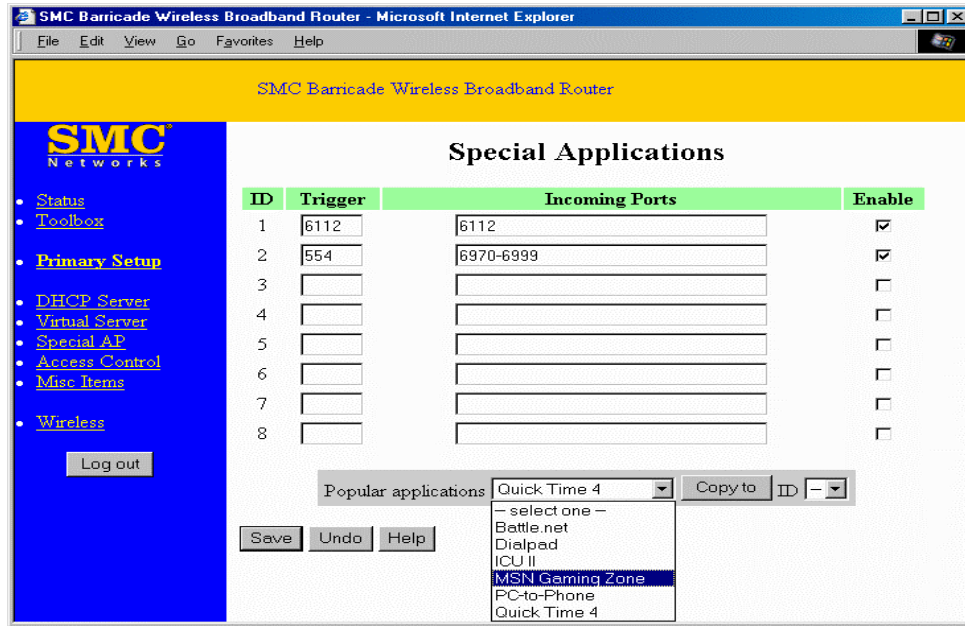 SMC Barricade Wireless Broadband Router - Microsoft Internet Explorer
File Edit View Go Favorites Help
SMC Barricade Wireless Broadband Router
SMC®
Networks
Status
Toolbox
Primary Setup
DHCP Server
Virtual Server
Special AP
Access Control
Misc Items
Wireless
Log out
Special Applications
ID Trigger Incoming Ports Enable
1 6112 6112
2 554 6970-6999
3
4
5
6
7
8
Popular applications Quick Time 4 Copy to ID --
-- select one --
Battle.net
Dialpad
ICU II
MSN Gaming Zone
PC-to-Phone
Quick Time 4
Save Undo Help